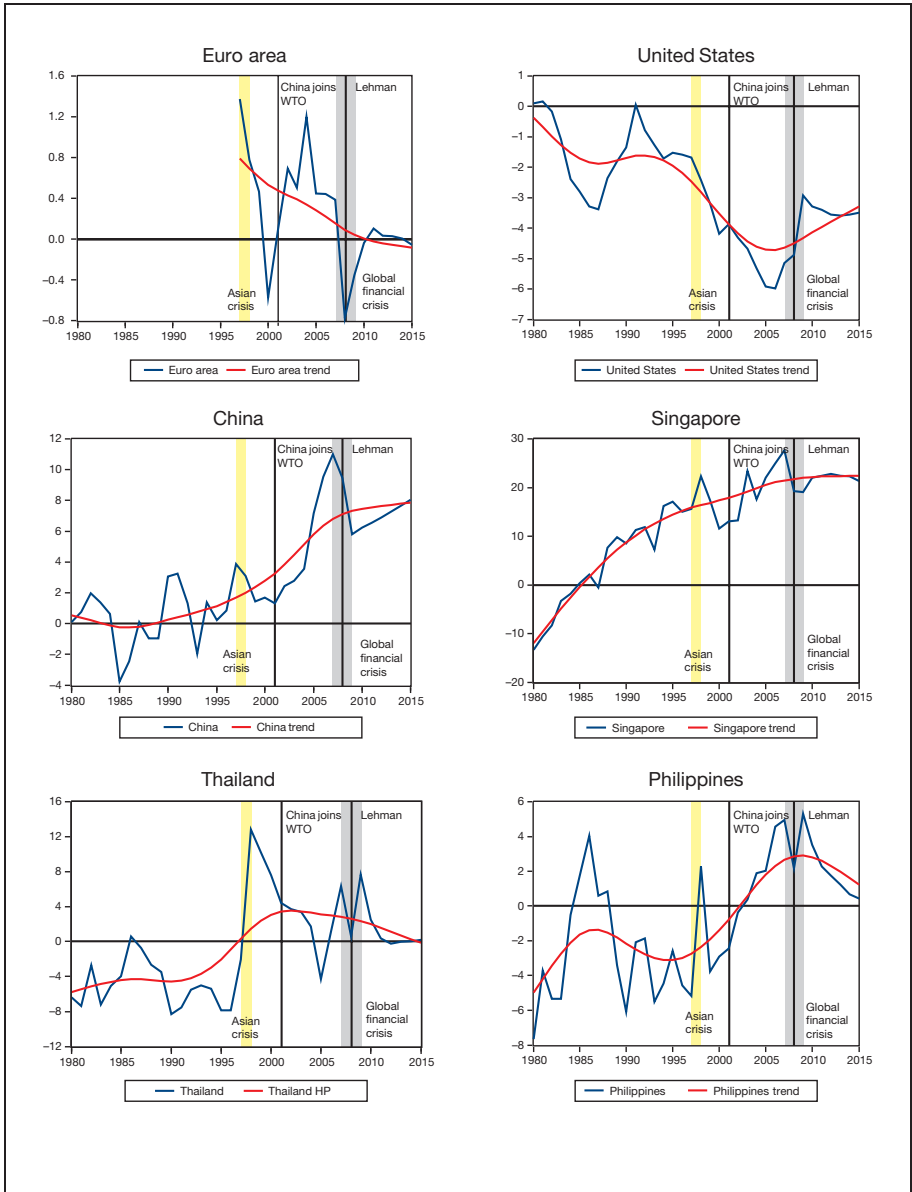 Euro area
1.6
1.2
0.8
0.4
0.0
–0.4
–0.8
China joins
WTO
Lehman
Asian
crisis
Global
financial
crisis
1980 1985 1990 1995 2000 2005 2010 2015
Euro area Euro area trend
United States
1
0
–1
–2
–3
–4
–5
–6
–7
China joins
WTO
Lehman
Asian
crisis
Global
financial
crisis
1980 1985 1990 1995 2000 2005 2010 2015
United States United States trend
China
12
10
8
6
4
2
0
–2
–4
China joins
WTO
Lehman
Asian
crisis
Global
financial
crisis
1980 1985 1990 1995 2000 2005 2010 2015
China China trend
Singapore
30
20
10
0
–10
–20
China joins
WTO
Lehman
Asian
crisis
Global
financial
crisis
1980 1985 1990 1995 2000 2005 2010 2015
Singapore Singapore trend
Thailand
16
12
8
4
0
–4
–8
–12
China joins
WTO
Lehman
Asian
crisis
Global
financial
crisis
1980 1985 1990 1995 2000 2005 2010 2015
Thailand Thailand HP
Philippines
6
4
2
0
–2
–4
–6
–8
China joins
WTO
Lehman
Asian
crisis
Global
financial
crisis
1980 1985 1990 1995 2000 2005 2010 2015
Philippines Philippines trend